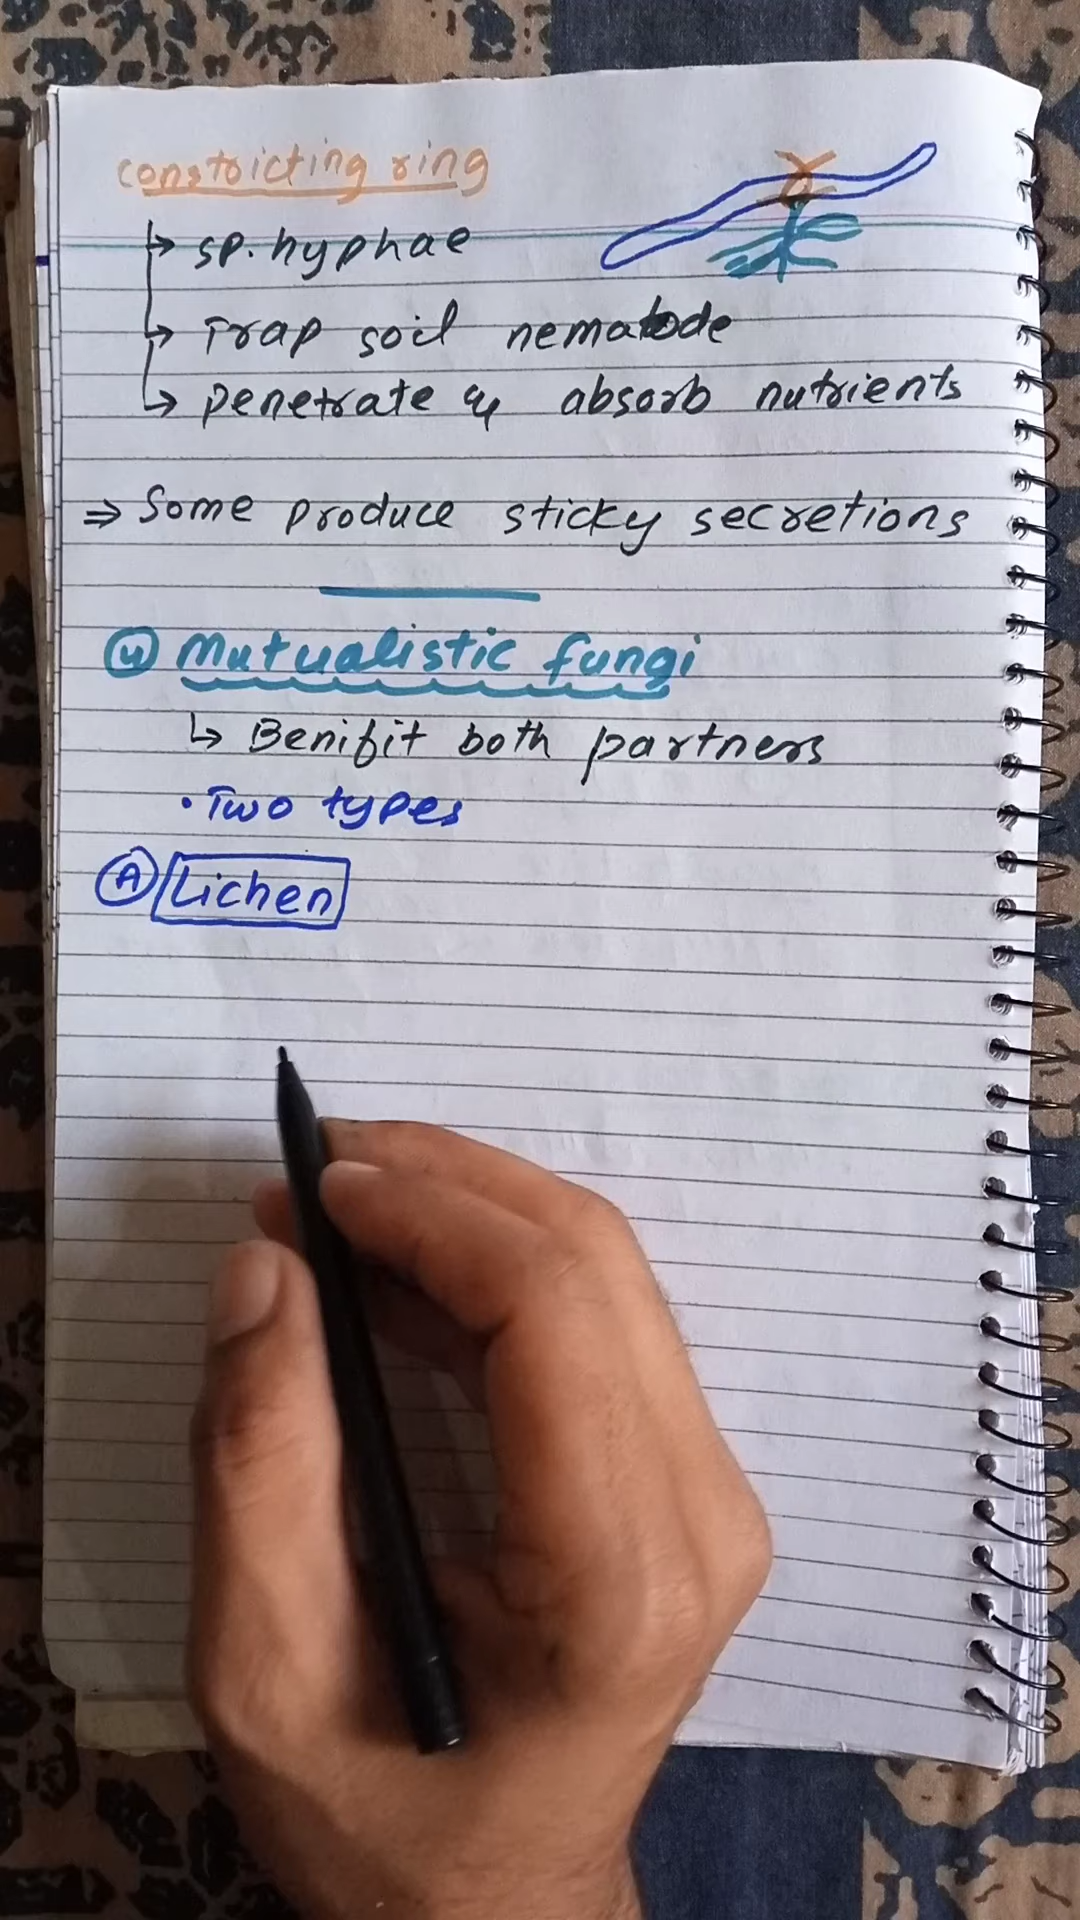 constricting ring
→ sp. hyphae
→ Trap soil nematode
→ penetrate & absorb nutrients
⇒ Some produce sticky secretions
④ Mutualistic fungi
↳ Benifit both partners
• Two types
Ⓐ Lichen